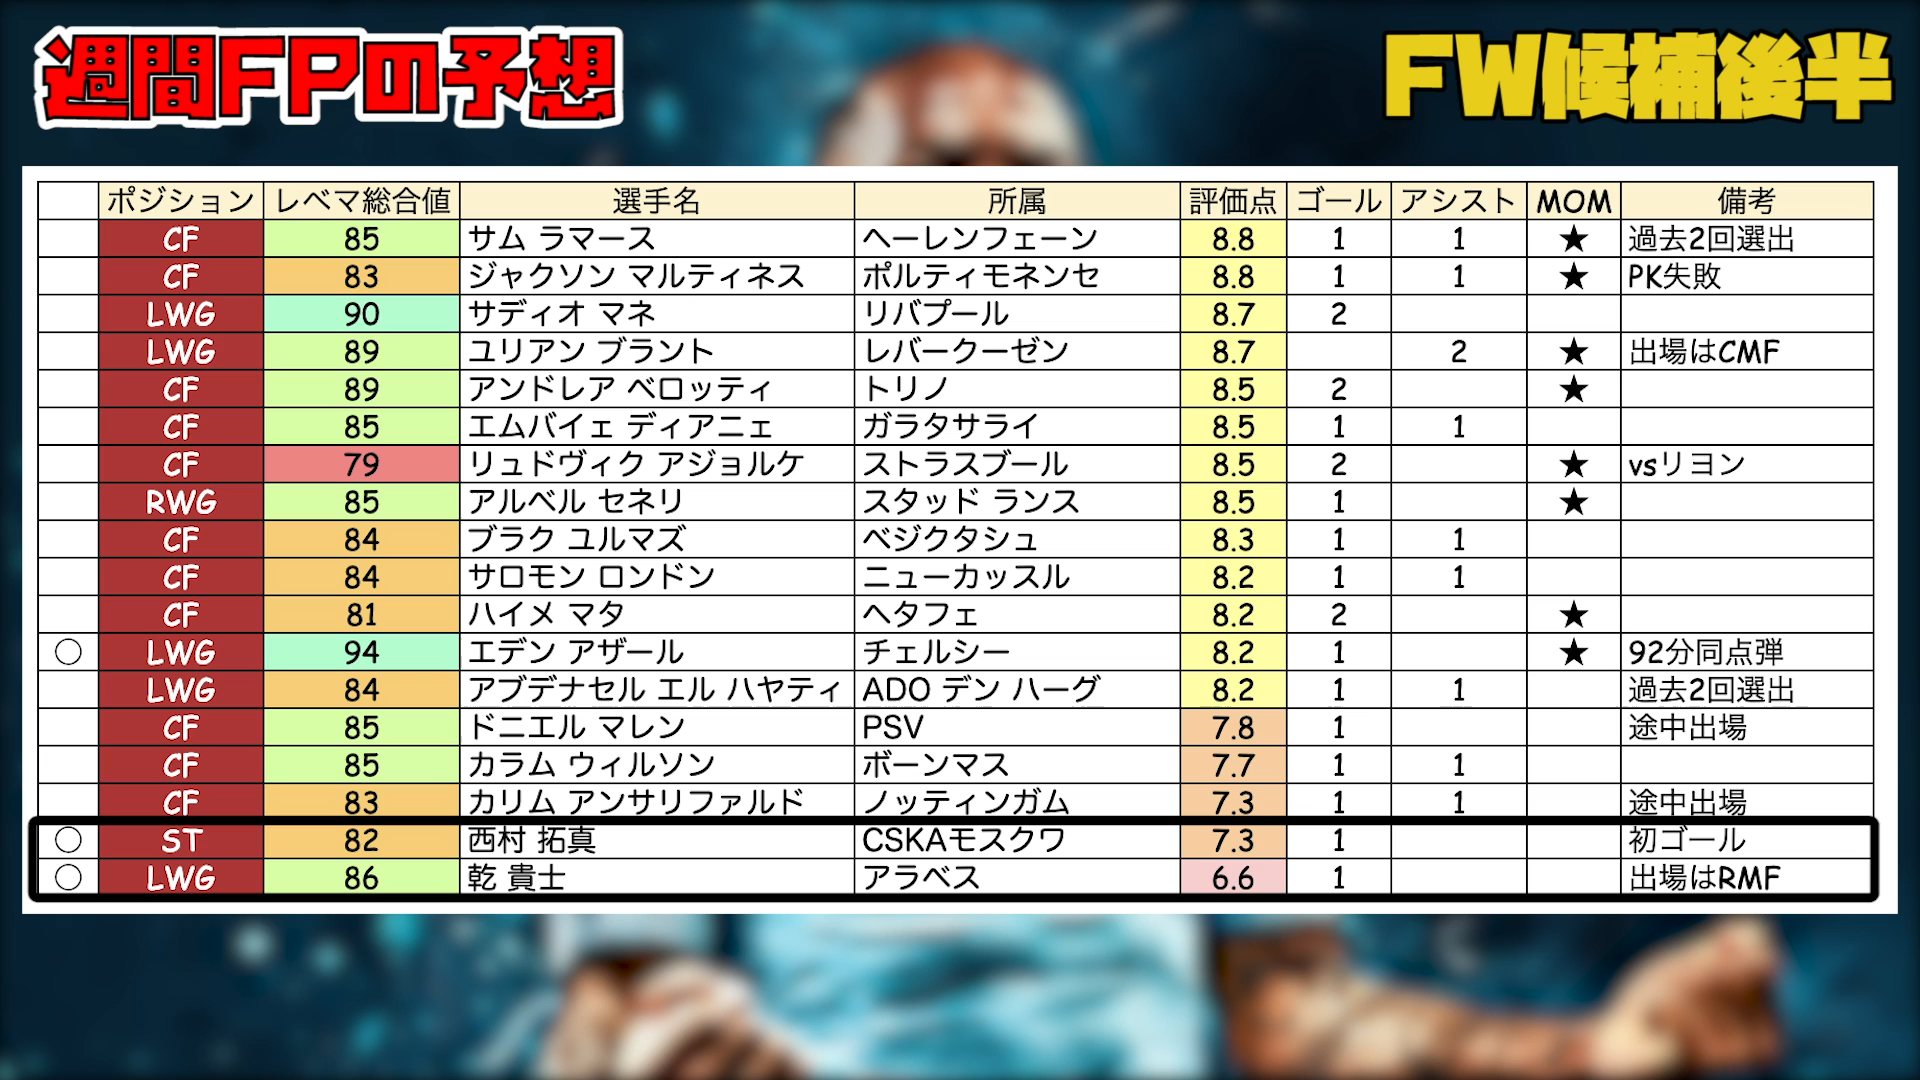 週間FPの予想
FW候補後半
ポジション レベマ総合値 選手名 所属 評価点 ゴール アシスト MOM 備考
CF 85 サム ラマース ヘーレンフェーン 8.8 1 1 ★ 過去2回選出
CF 83 ジャクソン マルティネス ポルティモネンセ 8.8 1 1 ★ PK失敗
LWG 90 サディオ マネ リバプール 8.7 2
LWG 89 ユリアン ブラント レバークーゼン 8.7 2 ★ 出場はCMF
CF 89 アンドレア ベロッティ トリノ 8.5 2 ★
CF 85 エムバイェ ディアニェ ガラタサライ 8.5 1 1
CF 79 リュドヴィク アジョルケ ストラスブール 8.5 2 ★ vsリヨン
RWG 85 アルベル セネリ スタッド ランス 8.5 1 ★
CF 84 ブラク ユルマズ ベジクタシュ 8.3 1 1
CF 84 サロモン ロンドン ニューカッスル 8.2 1 1
CF 81 ハイメ マタ ヘタフェ 8.2 2 ★
○ LWG 94 エデン アザール チェルシー 8.2 1 ★ 92分同点弾
LWG 84 アブデナセル エル ハヤティ ADO デン ハーグ 8.2 1 1 過去2回選出
CF 85 ドニエル マレン PSV 7.8 1 途中出場
CF 85 カラム ウィルソン ボーンマス 7.7 1 1
CF 83 カリム アンサリファルド ノッティンガム 7.3 1 1 途中出場
○ ST 82 西村 拓真 CSKAモスクワ 7.3 1 初ゴール
○ LWG 86 乾 貴士 アラベス 6.6 1 出場はRMF